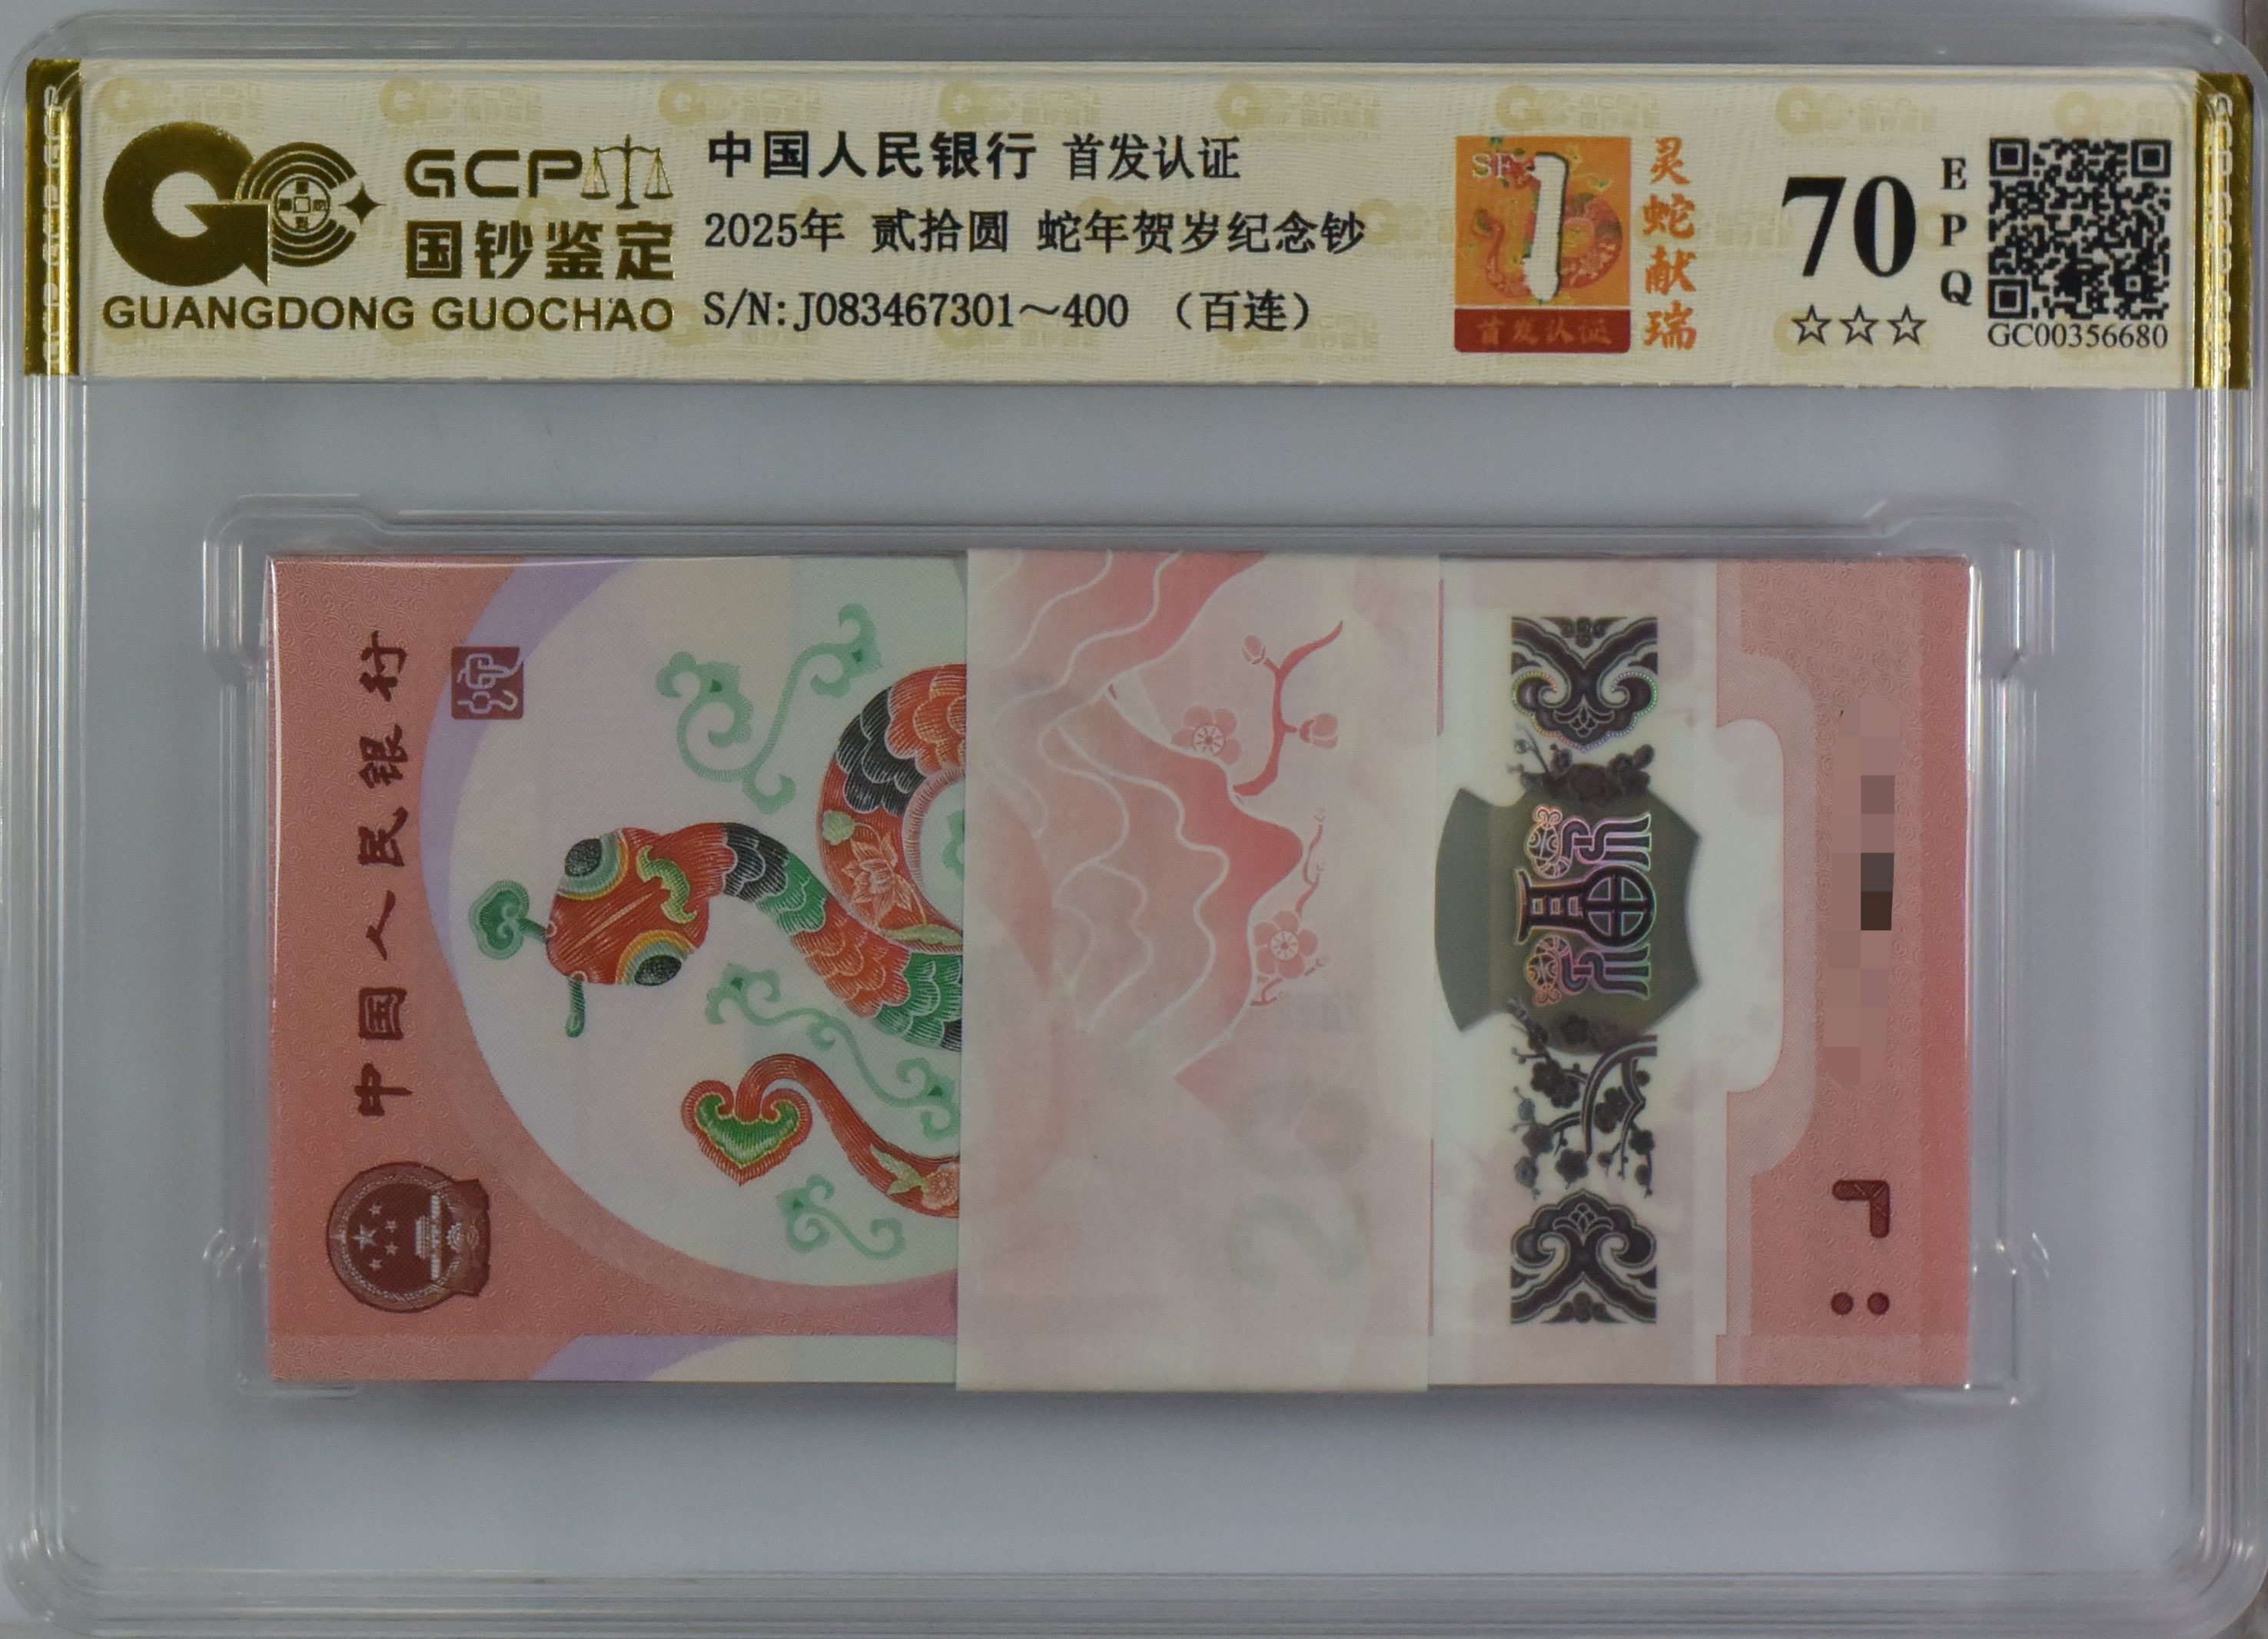 GCP
国钞鉴定
GUANGDONG GUOCHAO
中国人民银行 首发认证
2025年 贰拾圆 蛇年贺岁纪念钞
S/N:J083467301～400 （百连）
1
首发认证
灵蛇献瑞
70
EPQ
☆☆☆
GC00356680
中国人民银行
福